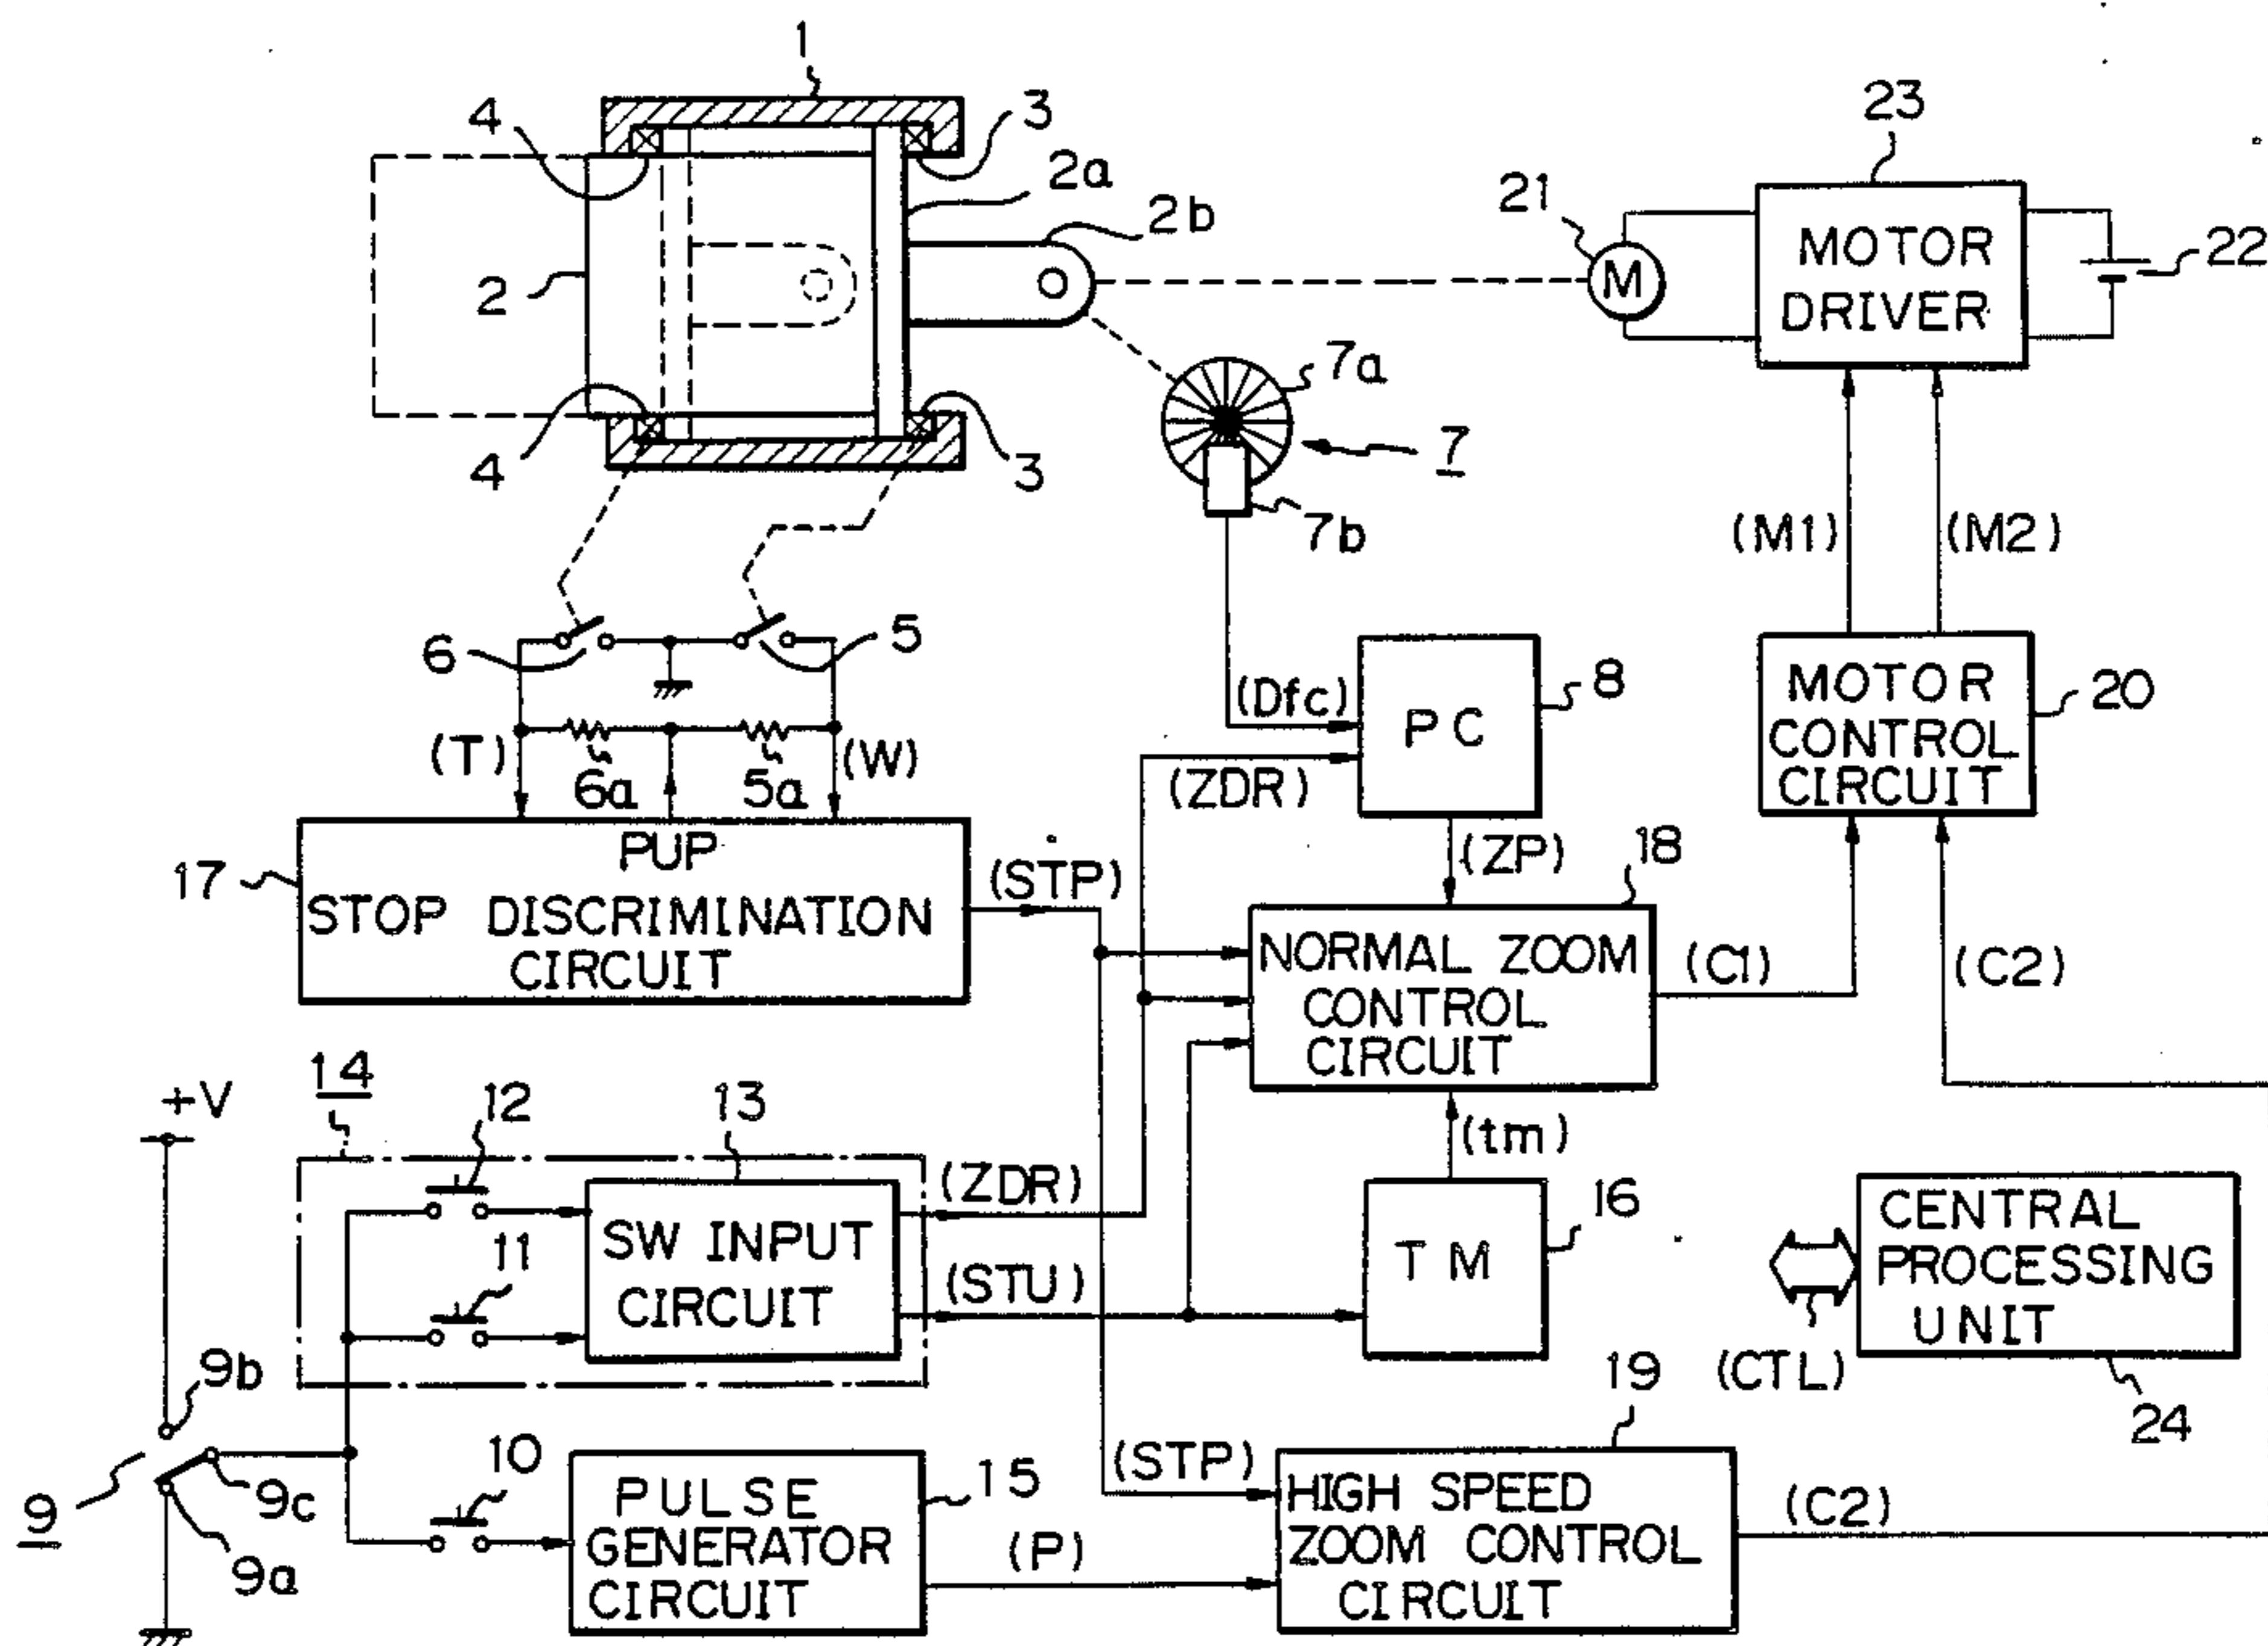 1
4
3
2a
2b
2
4
3
21
M
23
MOTOR
DRIVER
22
7a
7
7b
(M1)
(M2)
6
5
(Dfc)
PC
8
MOTOR
CONTROL
CIRCUIT
20
(T)
6a
5a
(W)
(ZDR)
(ZP)
17
PUP
STOP DISCRIMINATION
CIRCUIT
(STP)
18
NORMAL ZOOM
CONTROL
CIRCUIT
(C1)
(C2)
+V
14
12
13
SW INPUT
CIRCUIT
11
(ZDR)
(STU)
(tm)
TM
16
CENTRAL
PROCESSING
UNIT
(CTL)
24
9b
9
9c
9a
10
PULSE
GENERATOR
CIRCUIT
15
(P)
(STP)
19
HIGH SPEED
ZOOM CONTROL
CIRCUIT
(C2)